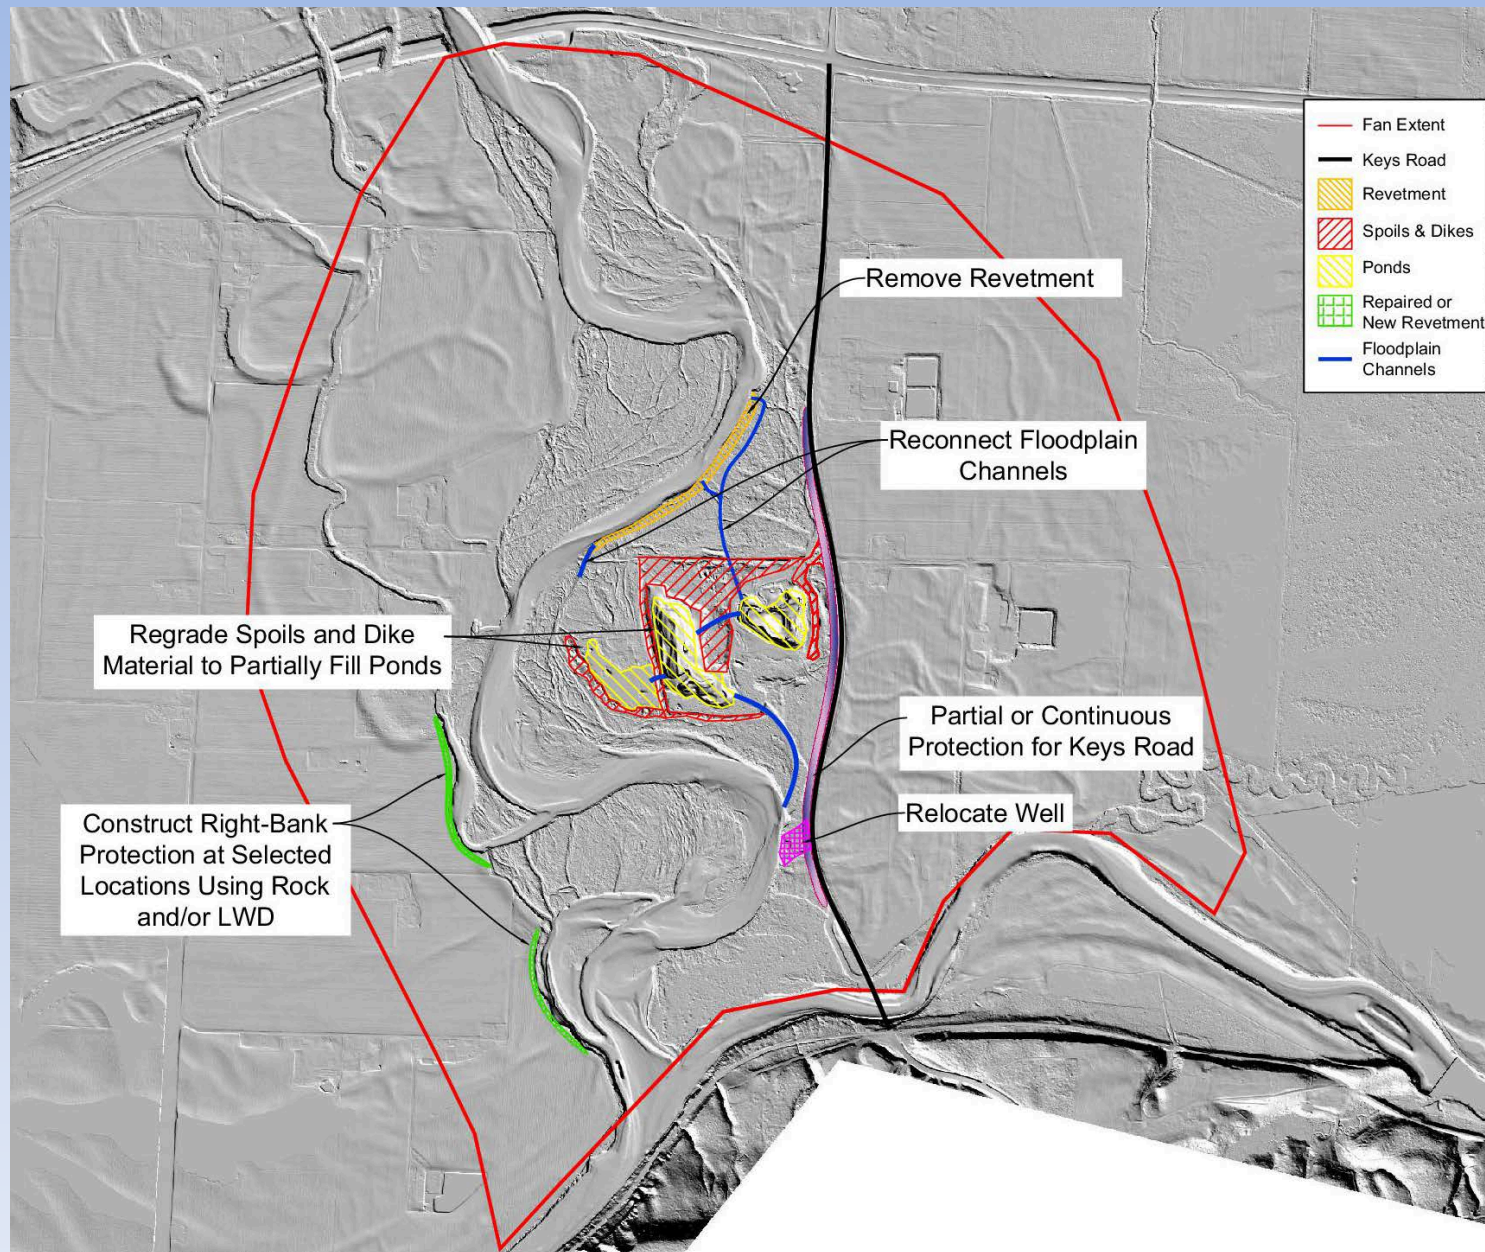 Fan Extent
Keys Road
Revetment
Spoils & Dikes
Ponds
Repaired or
New Revetment
Floodplain
Channels
Remove Revetment
Reconnect Floodplain
Channels
Regrade Spoils and Dike
Material to Partially Fill Ponds
Partial or Continuous
Protection for Keys Road
Relocate Well
Construct Right-Bank
Protection at Selected
Locations Using Rock
and/or LWD